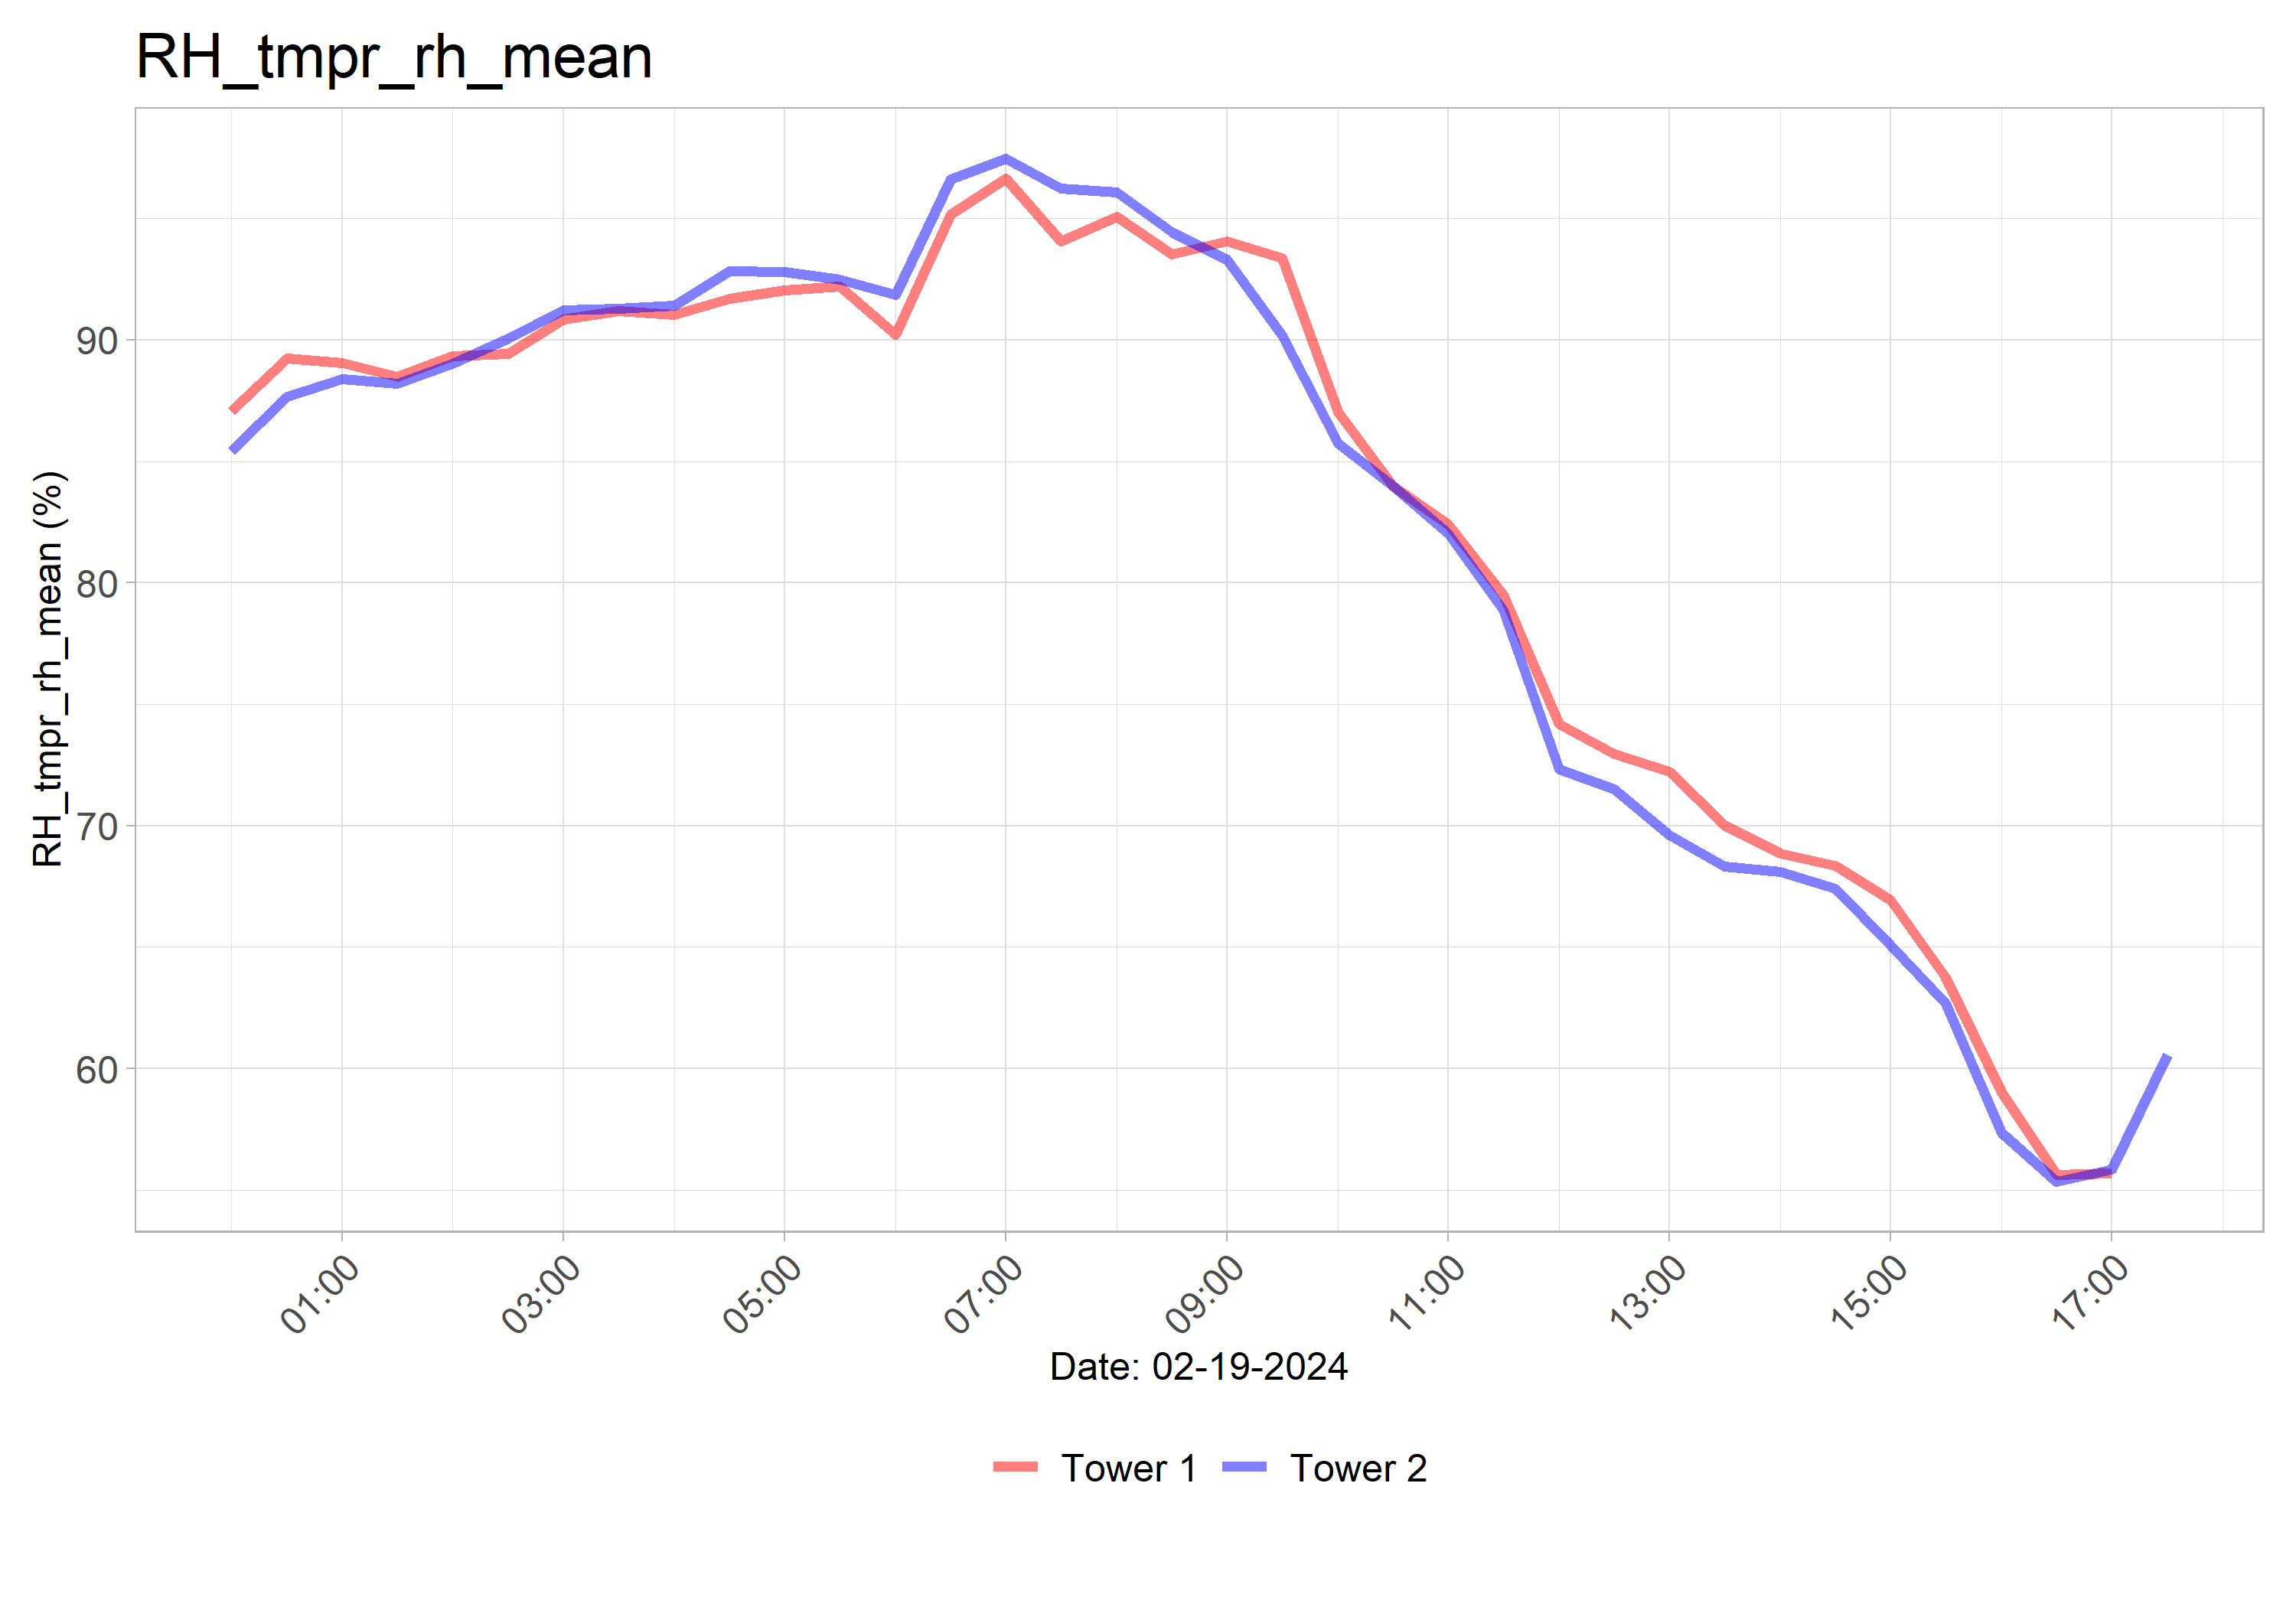 RH_tmpr_rh_mean
RH_tmpr_rh_mean (%)
90
80
70
60
01:00
03:00
05:00
07:00
09:00
11:00
13:00
15:00
17:00
Date: 02-19-2024
Tower 1
Tower 2